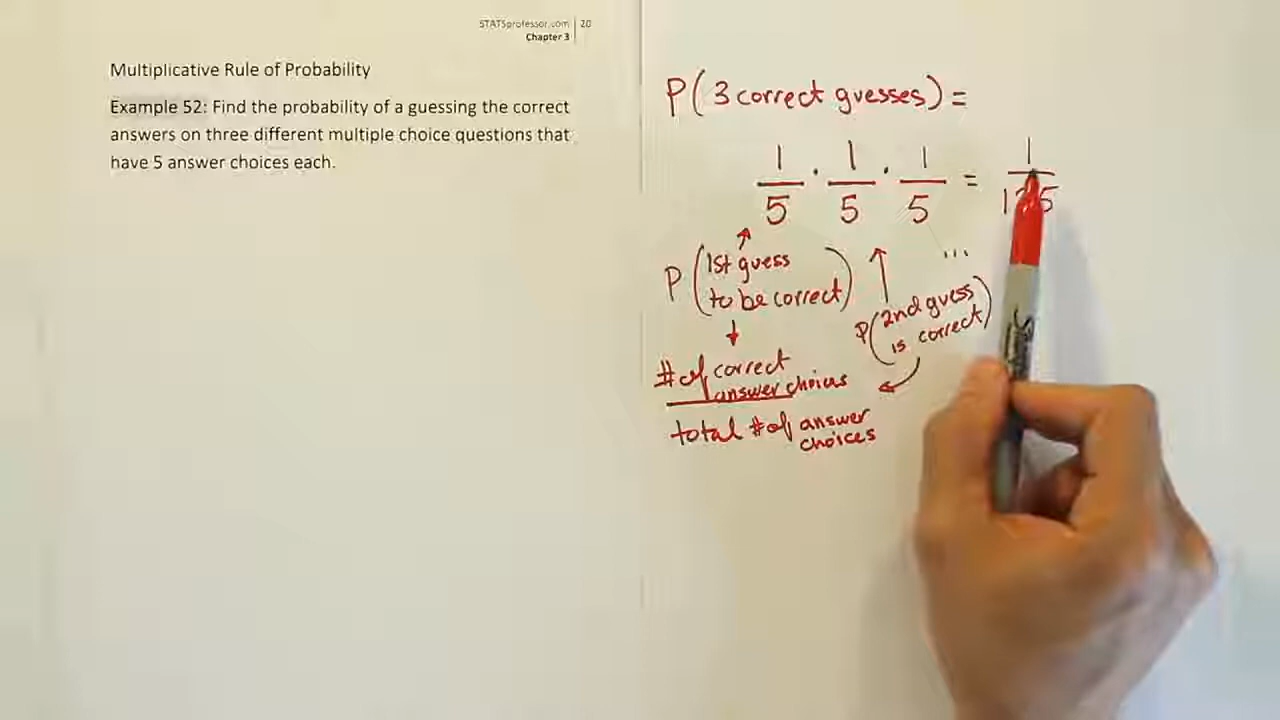 STATSprofessor.com | 20
Chapter 3
Multiplicative Rule of Probability
Example 52: Find the probability of a guessing the correct
answers on three different multiple choice questions that
have 5 answer choices each.
P(3 correct guesses) =
1/5 · 1/5 · 1/5 = 1/125
P(1st guess
to be correct)
...
P(2nd guess
is correct)
# of correct
answer choices
total # of answer
choices